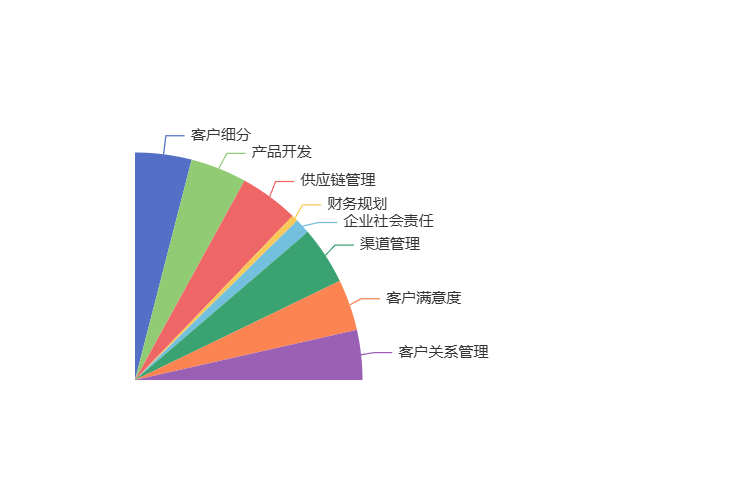 客户细分
产品开发
供应链管理
财务规划
企业社会责任
渠道管理
客户满意度
客户关系管理